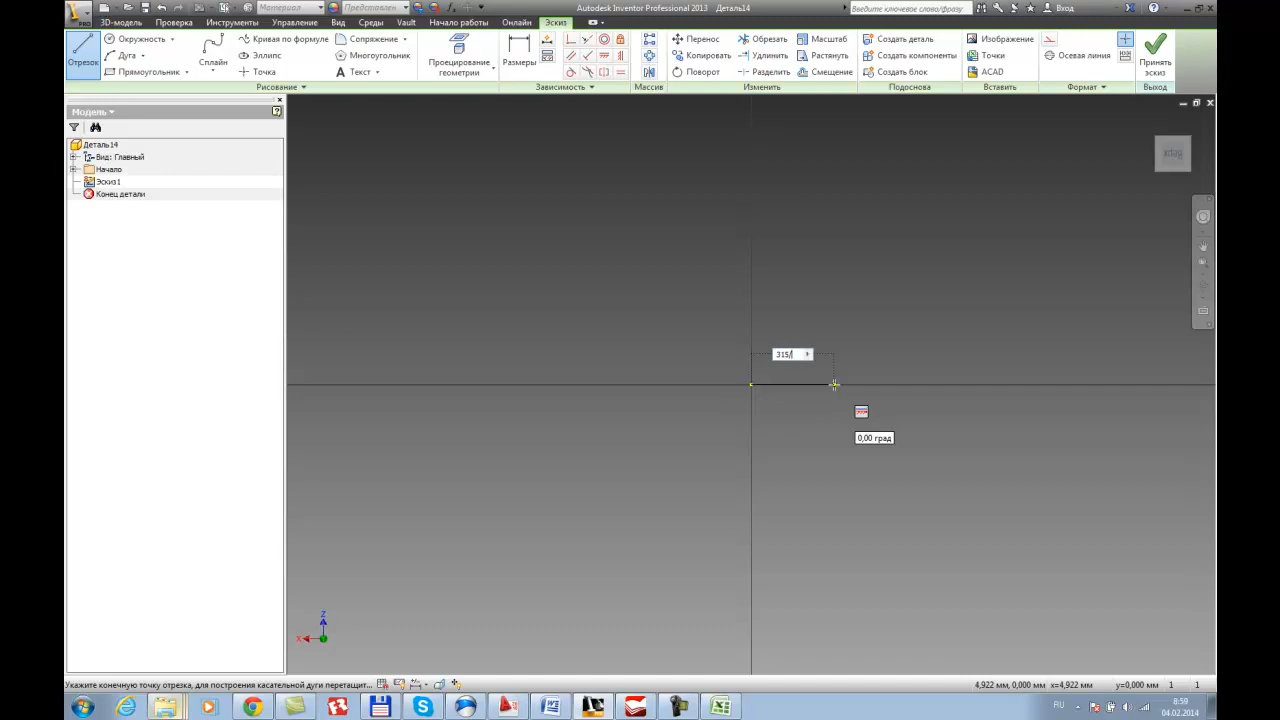 Материал
Представлен
Autodesk Inventor Professional 2013 Деталь14
Введите ключевое слово/фразу
Вход
PRO
3D-модель Проверка Инструменты Управление Вид Среды Vault Начало работы Онлайн Эскиз
Отрезок
Окружность
Дуга
Прямоугольник
Сплайн
Кривая по формуле
Эллипс
Точка
Сопряжение
Многоугольник
Текст
Проецирование геометрии
Размеры
Перенос
Копировать
Поворот
Обрезать
Удлинить
Разделить
Масштаб
Растянуть
Смещение
Создать деталь
Создать компоненты
Создать блок
Изображение
Точки
ACAD
Осевая линия
Принять эскиз
Рисование
Зависимость
Массив
Изменить
Подоснова
Вставить
Формат
Выход
Модель
Деталь14
Вид: Главный
Начало
Эскиз1
Конец детали
315/
0,00 град
Z
X
Укажите конечную точку отрезка, для построения касательной дуги перетащит...
4,922 мм, 0,000 мм x=4,922 мм y=0,000 мм 1 1
RU
8:59
04.02.2014